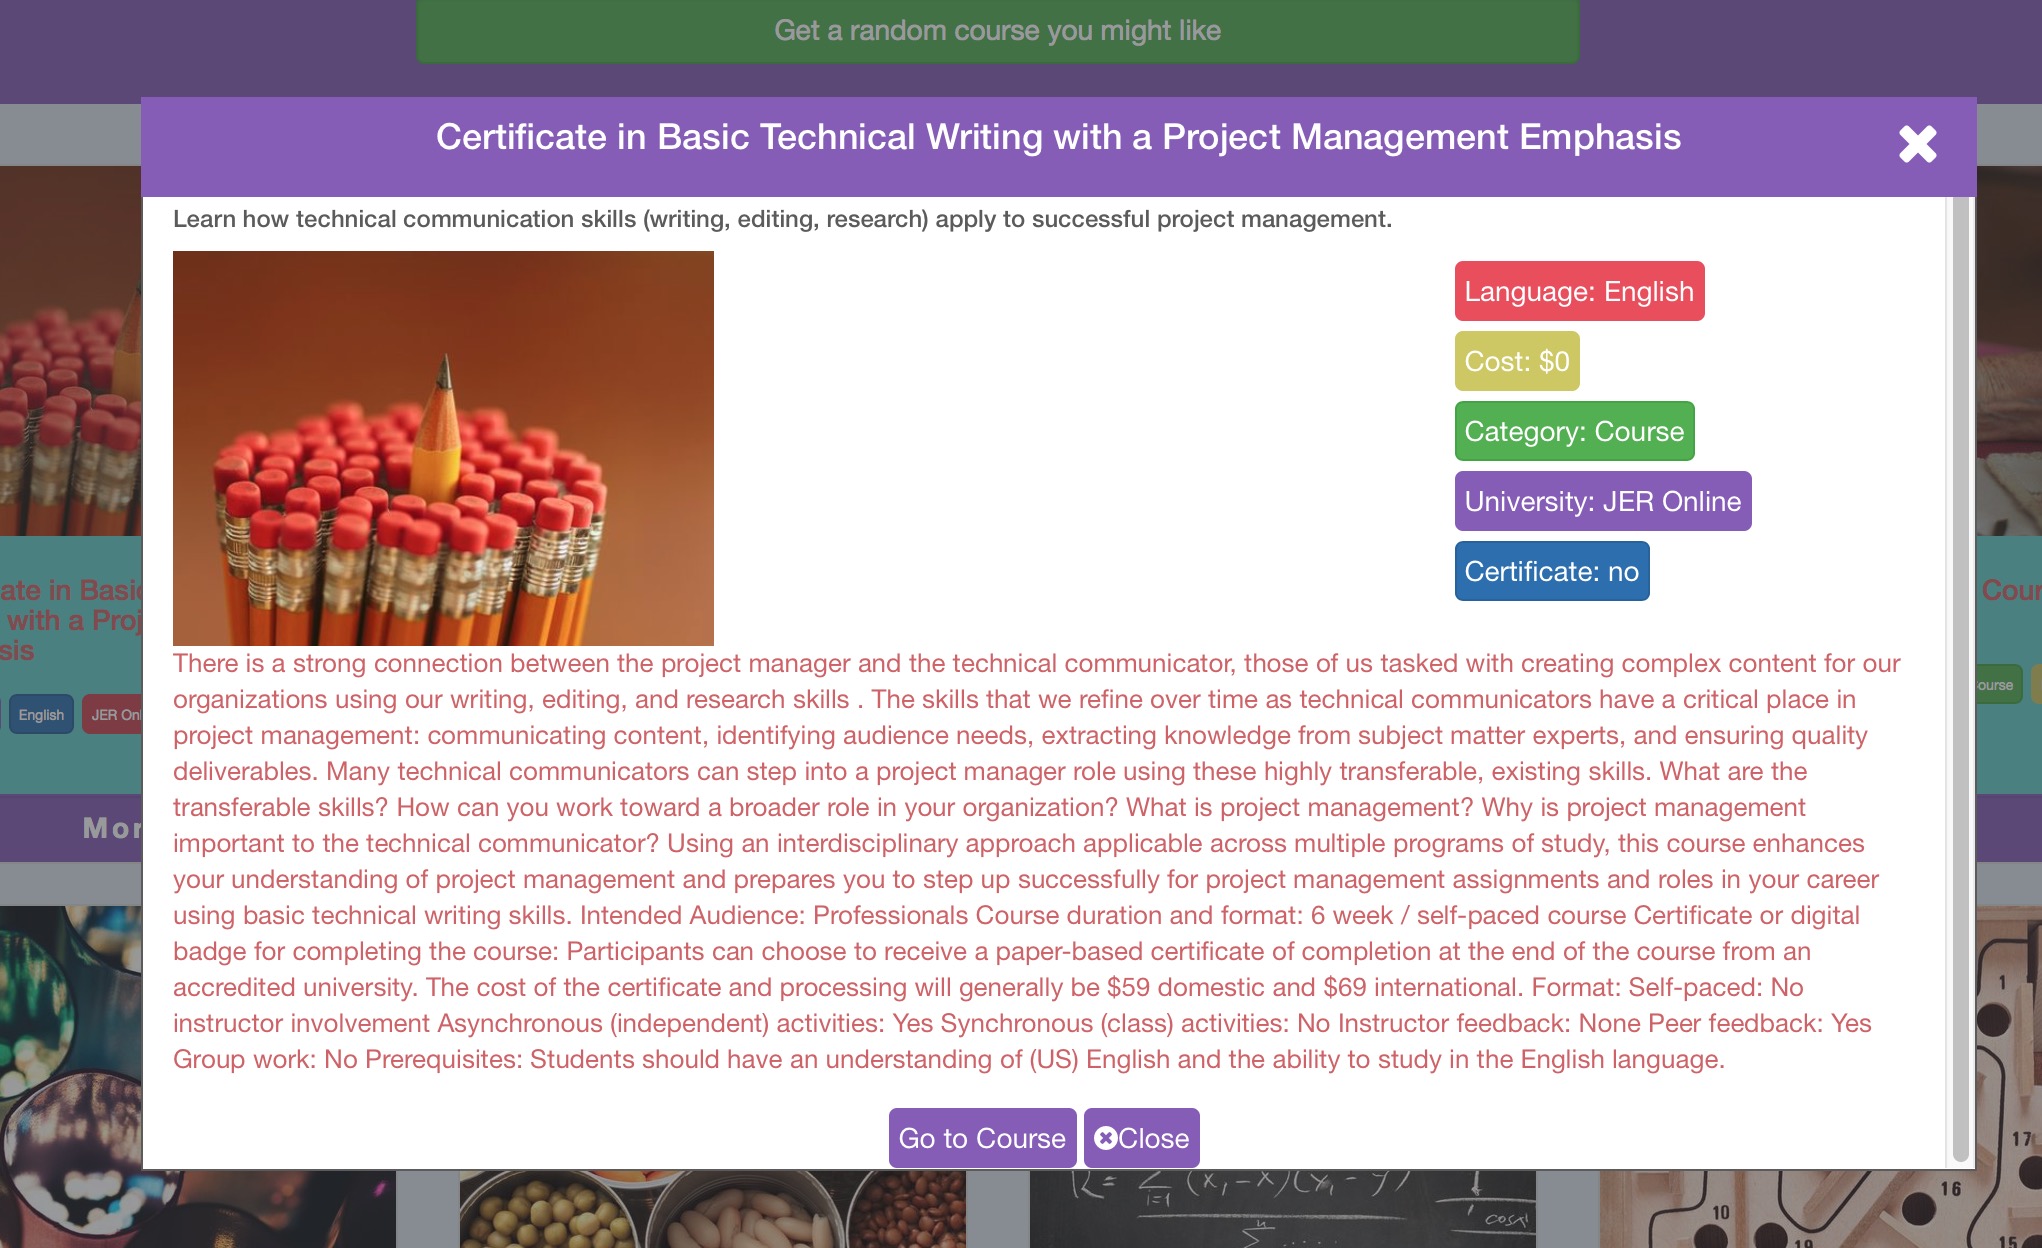 Get a random course you might like
Certificate in Basic Technical Writing with a Project Management Emphasis
Learn how technical communication skills (writing, editing, research) apply to successful project management.
Language: English
Cost: $0
Category: Course
University: JER Online
Certificate: no
There is a strong connection between the project manager and the technical communicator, those of us tasked with creating complex content for our
organizations using our writing, editing, and research skills . The skills that we refine over time as technical communicators have a critical place in
project management: communicating content, identifying audience needs, extracting knowledge from subject matter experts, and ensuring quality
deliverables. Many technical communicators can step into a project manager role using these highly transferable, existing skills. What are the
transferable skills? How can you work toward a broader role in your organization? What is project management? Why is project management
important to the technical communicator? Using an interdisciplinary approach applicable across multiple programs of study, this course enhances
your understanding of project management and prepares you to step up successfully for project management assignments and roles in your career
using basic technical writing skills. Intended Audience: Professionals Course duration and format: 6 week / self-paced course Certificate or digital
badge for completing the course: Participants can choose to receive a paper-based certificate of completion at the end of the course from an
accredited university. The cost of the certificate and processing will generally be $59 domestic and $69 international. Format: Self-paced: No
instructor involvement Asynchronous (independent) activities: Yes Synchronous (class) activities: No Instructor feedback: None Peer feedback: Yes
Group work: No Prerequisites: Students should have an understanding of (US) English and the ability to study in the English language.
Go to Course
Close
ate in Basic
with a Proj
sis
English
JER Onl
Mor
Cour
ourse
1
17
16
10
19
15